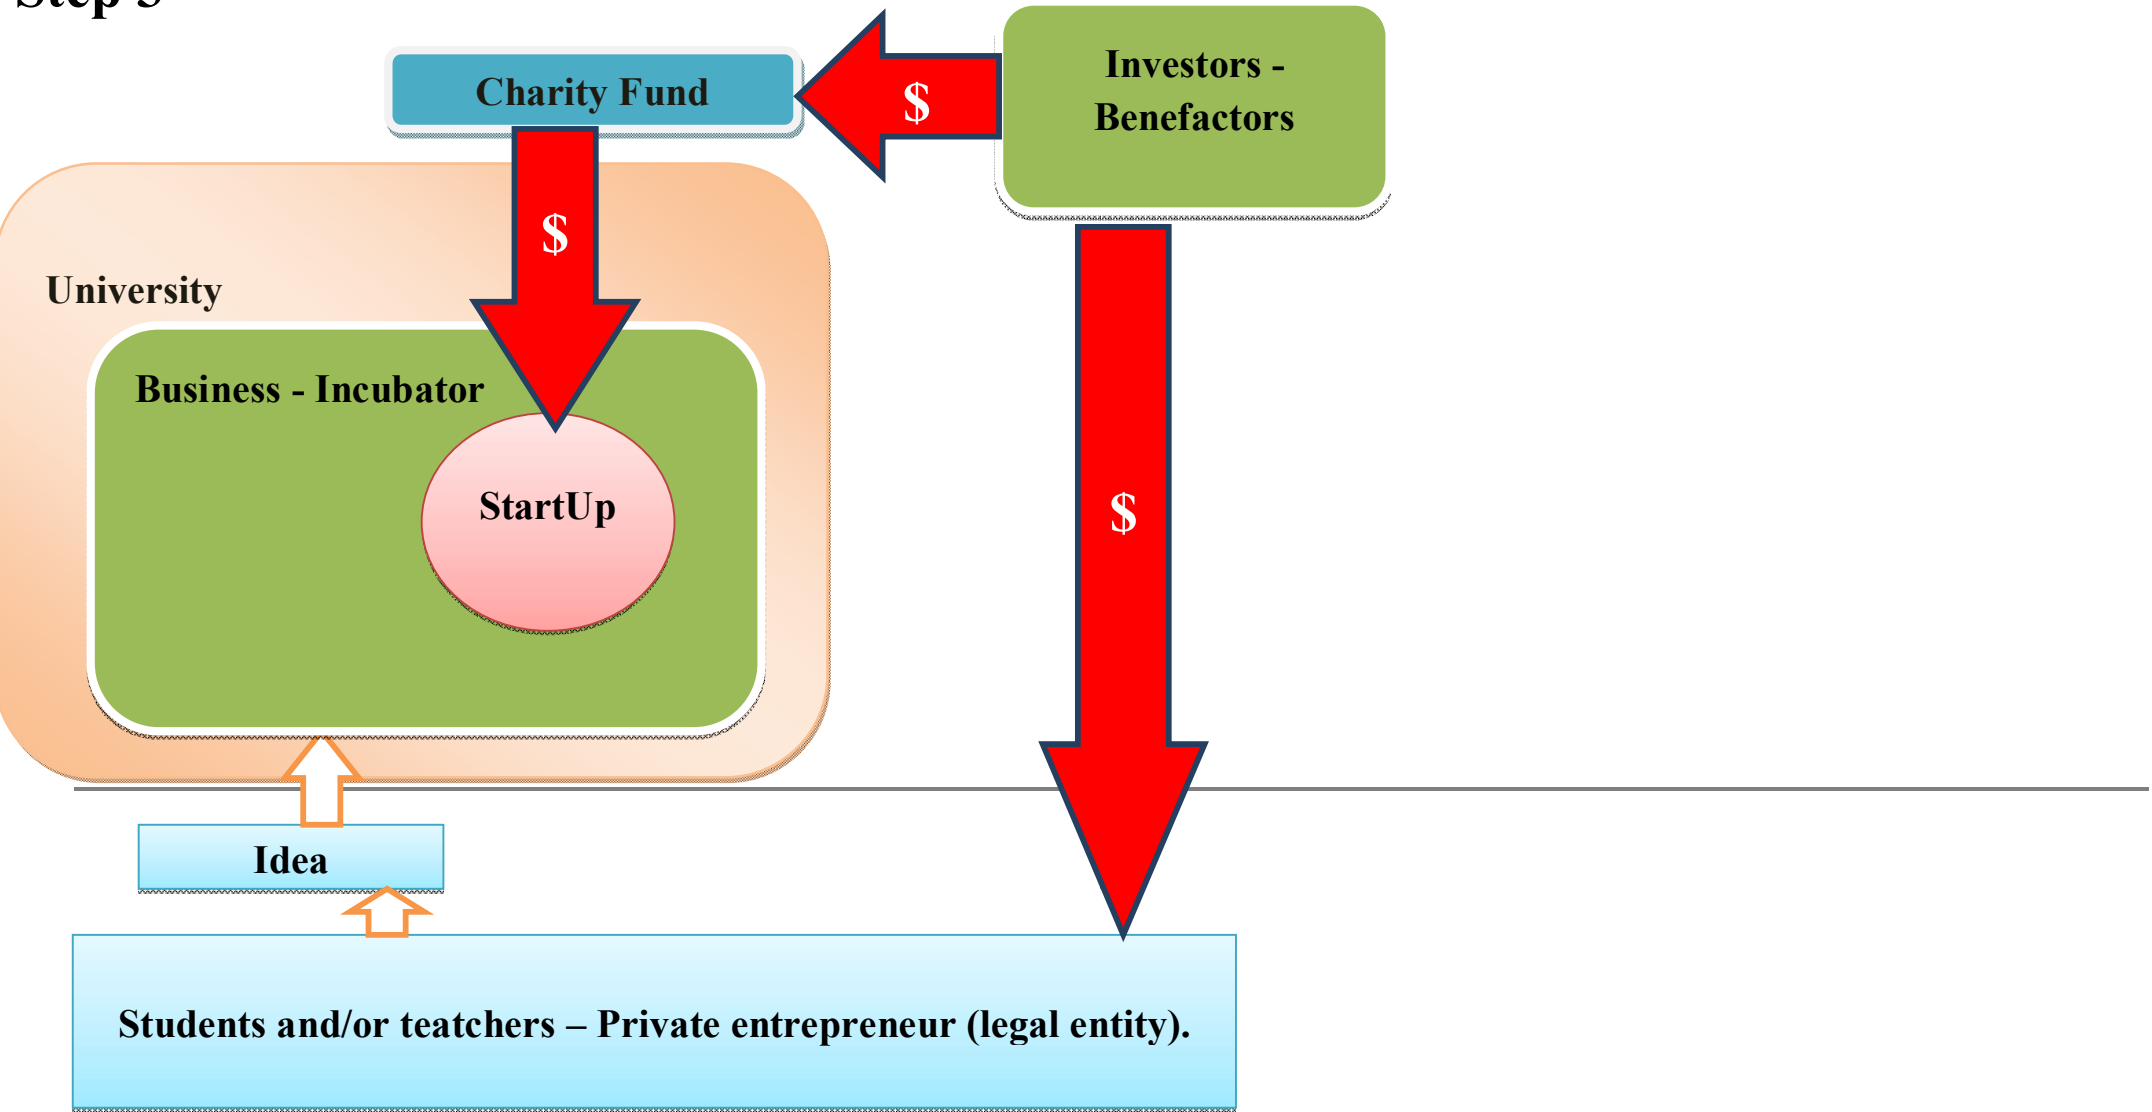 Charity Fund
$
Investors -
Benefactors
$
University
Business - Incubator
StartUp
$
Idea
Students and/or teatchers – Private entrepreneur (legal entity).